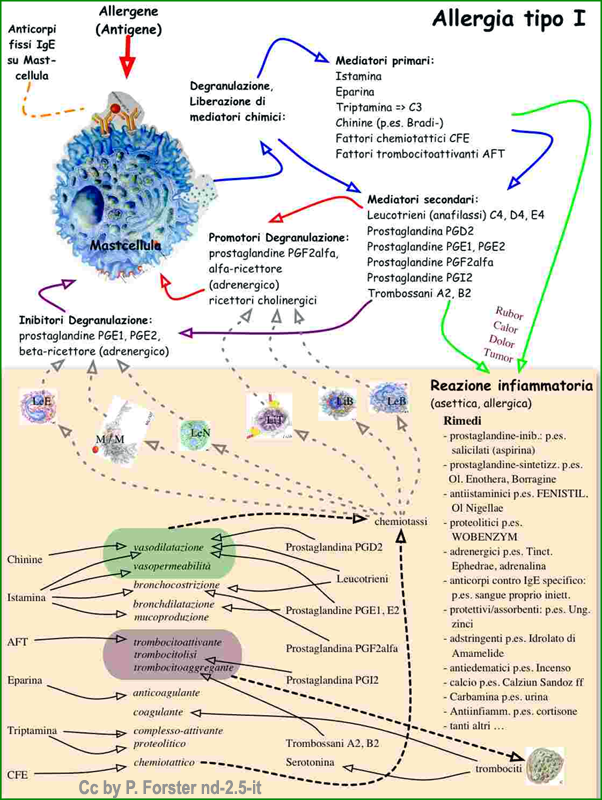 Allergia tipo I
Allergene
(Antigene)
Anticorpi
fissi IgE
su Mast-
cellula
Mastcellula
Degranulazione,
Liberazione di
mediatori chimici:
Mediatori primari:
Istamina
Eparina
Triptamina => C3
Chinine (p.es. Bradi-)
Fattori chemiotattici CFE
Fattori trombocitoattivanti AFT
Mediatori secondari:
Leucotrieni (anafilassi) C4, D4, E4
Prostaglandina PGD2
Prostaglandine PGE1, PGE2
Prostaglandine PGF2alfa
Prostaglandine PGI2
Trombossani A2, B2
Promotori Degranulazione:
prostaglandine PGF2alfa,
alfa-ricettore
(adrenergico)
ricettori cholinergici
Inibitori Degranulazione:
prostaglandine PGE1, PGE2,
beta-ricettore (adrenergico)
Rubor
Calor
Dolor
Tumor
LeE
M/M
LeN
LiT
LiB
LeB
Reazione infiammatoria
(asettica, allergica)
Rimedi
- prostaglandine-inib.: p.es.
salicilati (aspirina)
- prostaglandine-sintetizz. p.es.
Ol. Enothera, Borragine
- antiistaminici p.es. FENISTIL,
Ol Nigellae
- proteolitici p.es.
WOBENZYM
- adrenergici p.es. Tinct.
Ephedrae, adrenalina
- anticorpi contro IgE specifico:
p.es. sangue proprio iniett.
- protettivi/assorbenti: p.es. Ung.
zinci
- adstringenti p.es. Idrolato di
Amamelide
- antiedematici p.es. Incenso
- calcio p.es. Calziun Sandoz ff
- Carbamina p.es. urina
- Antiinfiamm. p.es. cortisone
- tanti altri ...
chemiotassi
Chinine
Istamina
AFT
Eparina
Triptamina
CFE
vasodilatazione
vasopermeabilità
bronchocostrizione
bronchdilatazione
mucoproduzione
trombocitoattivante
trombocitolisi
trombocitoaggregante
anticoagulante
coagulante
complesso-attivante
proteolitico
chemiotattico
Prostaglandina PGD2
Leucotrieni
Prostaglandine PGE1, E2
Prostaglandina PGF2alfa
Prostaglandina PGI2
Trombossani A2, B2
Serotonina
trombociti
Cc by P. Forster nd-2.5-it